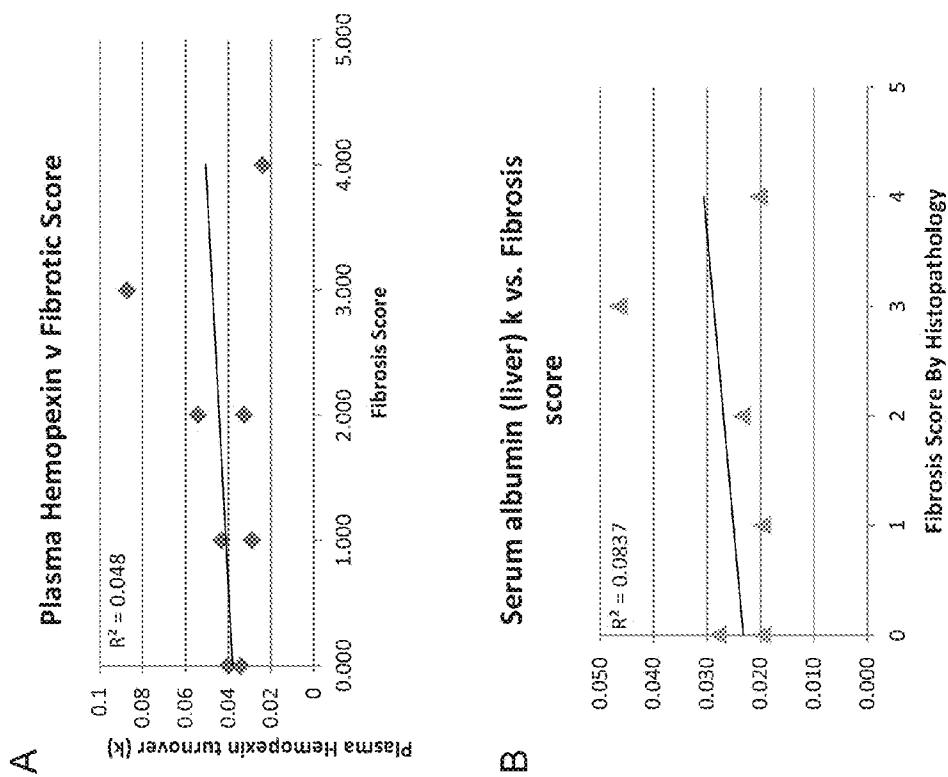 A
Plasma Hemopexin v Fibrotic Score
R² = 0.048
Plasma Hemopexin turnover (k)
0.1
0.08
0.06
0.04
0.02
0
0.000
1.000
2.000
3.000
4.000
5.000
Fibrosis Score
B
Serum albumin (liver) k vs. Fibrosis
score
R² = 0.0837
0.050
0.040
0.030
0.020
0.010
0.000
0
1
2
3
4
5
Fibrosis Score By Histopathology